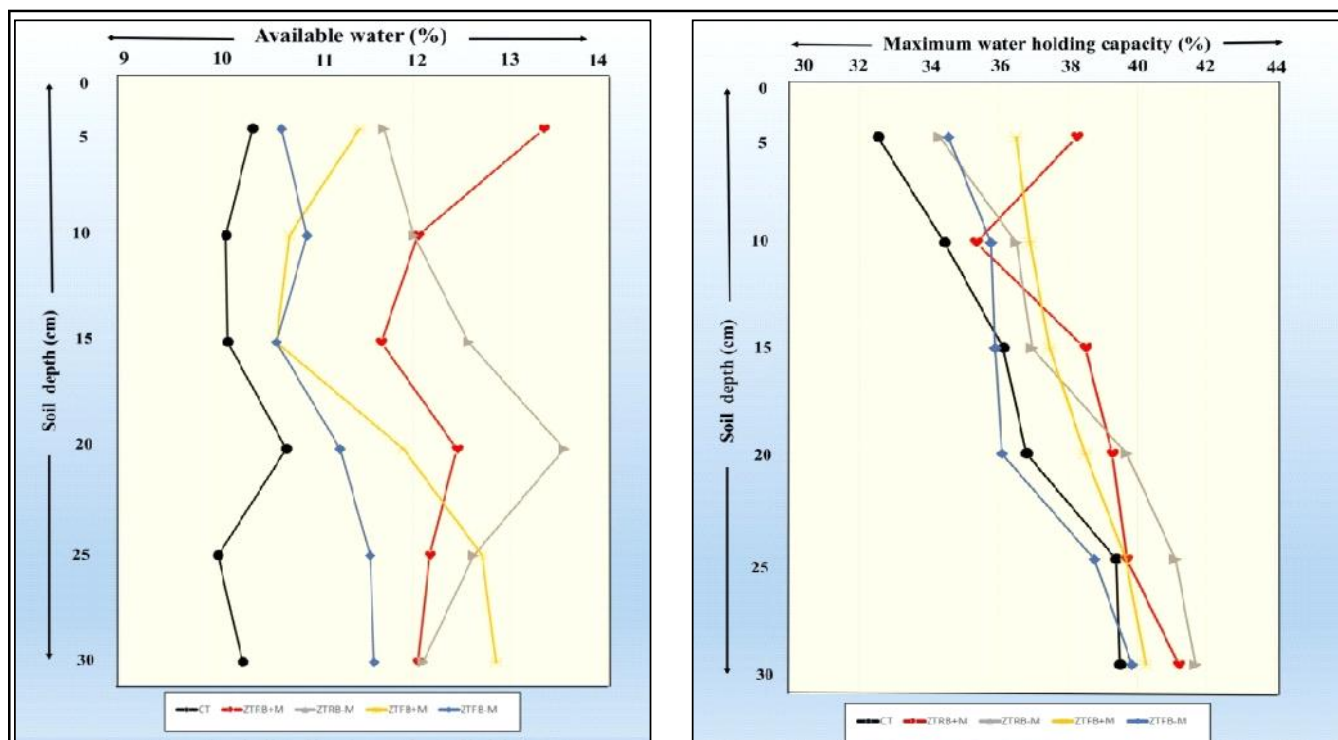 Available water (%)
9 10 11 12 13 14
0
5
10
15
20
25
30
Soil depth (cm)
CT ZTRB+M ZTRB-M ZTFB+M ZTFB-M
Maximum water holding capacity (%)
30 32 34 36 38 40 42 44
0
5
10
15
20
25
30
Soil depth (cm)
CT ZTRB+M ZTRB-M ZTFB+M ZTFB-M